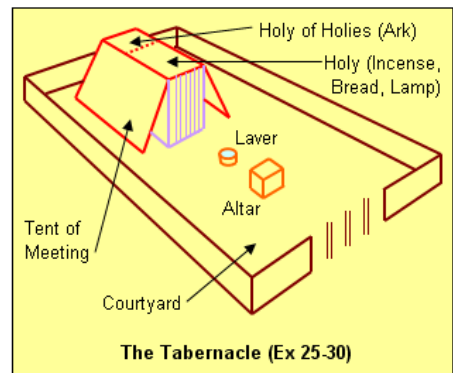 Holy of Holies (Ark)
Holy (Incense,
Bread, Lamp)
Laver
Altar
Tent of
Meeting
Courtyard
The Tabernacle (Ex 25-30)